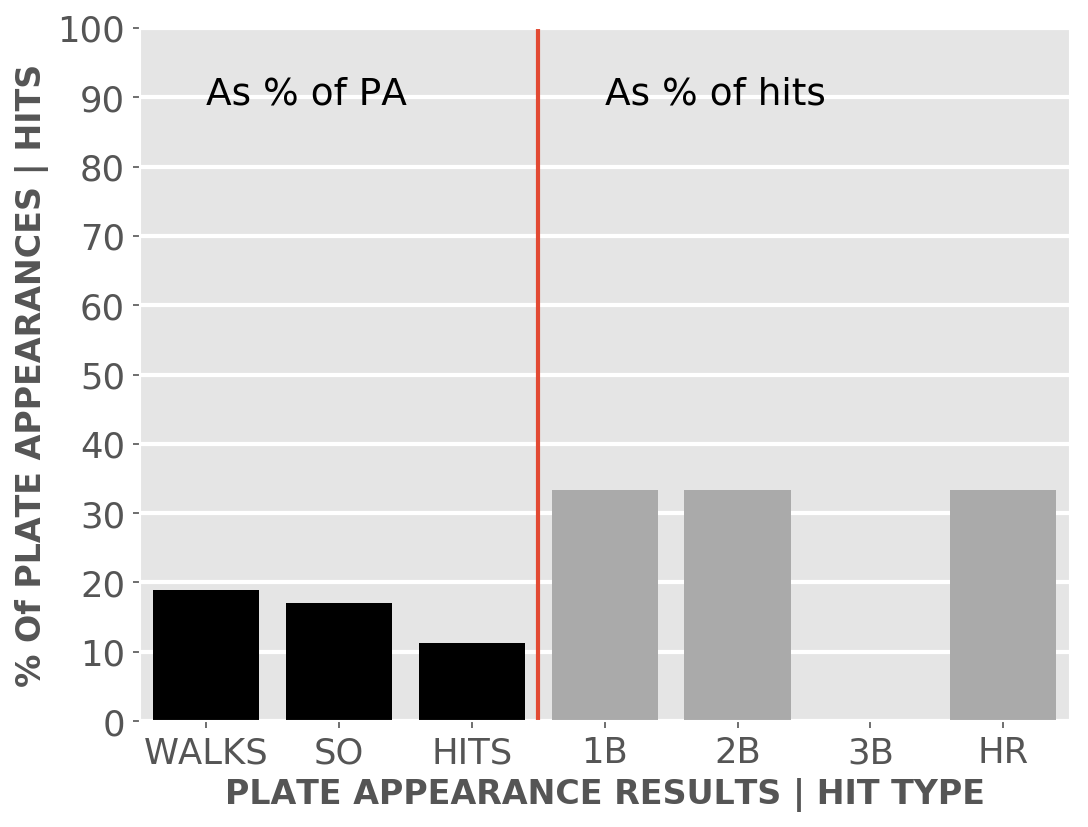 100
90
80
70
60
50
40
30
20
10
0
% Of PLATE APPEARANCES | HITS
As % of PA
As % of hits
WALKS SO HITS 1B 2B 3B HR
PLATE APPEARANCE RESULTS | HIT TYPE